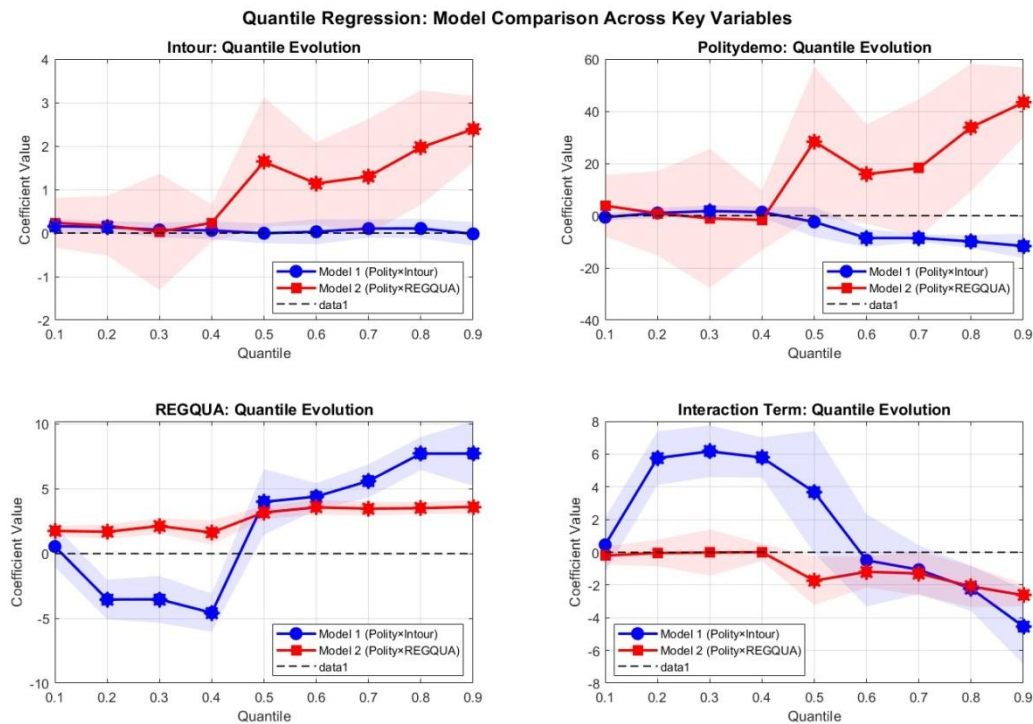 Quantile Regression: Model Comparison Across Key Variables
Intour: Quantile Evolution
4
3
2
1
0
-1
-2
Coefficient Value
0.1 0.2 0.3 0.4 0.5 0.6 0.7 0.8 0.9
Quantile
Model 1 (Polity×Intour)
Model 2 (Polity×REGQUA)
data1
Politydemo: Quantile Evolution
60
40
20
0
-20
-40
Coefficient Value
0.1 0.2 0.3 0.4 0.5 0.6 0.7 0.8 0.9
Quantile
Model 1 (Polity×Intour)
Model 2 (Polity×REGQUA)
data1
REGQUA: Quantile Evolution
10
5
0
-5
-10
Coefficient Value
0.1 0.2 0.3 0.4 0.5 0.6 0.7 0.8 0.9
Quantile
Model 1 (Polity×Intour)
Model 2 (Polity×REGQUA)
data1
Interaction Term: Quantile Evolution
8
6
4
2
0
-2
-4
-6
-8
Coefficient Value
0.1 0.2 0.3 0.4 0.5 0.6 0.7 0.8 0.9
Quantile
Model 1 (Polity×Intour)
Model 2 (Polity×REGQUA)
data1